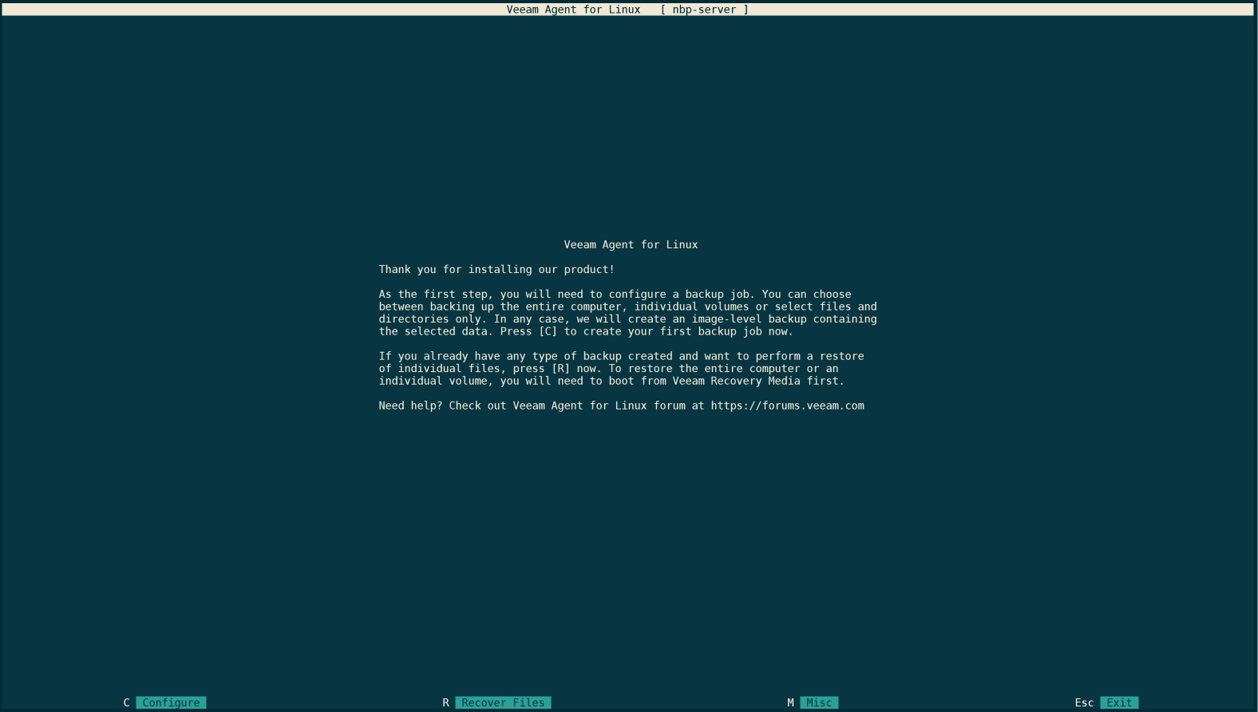 Veeam Agent for Linux   [ nbp-server ]
Veeam Agent for Linux
Thank you for installing our product!
As the first step, you will need to configure a backup job. You can choose
between backing up the entire computer, individual volumes or select files and
directories only. In any case, we will create an image-level backup containing
the selected data. Press [C] to create your first backup job now.
If you already have any type of backup created and want to perform a restore
of individual files, press [R] now. To restore the entire computer or an
individual volume, you will need to boot from Veeam Recovery Media first.
Need help? Check out Veeam Agent for Linux forum at https://forums.veeam.com
C Configure R Recover Files M Misc Esc Exit